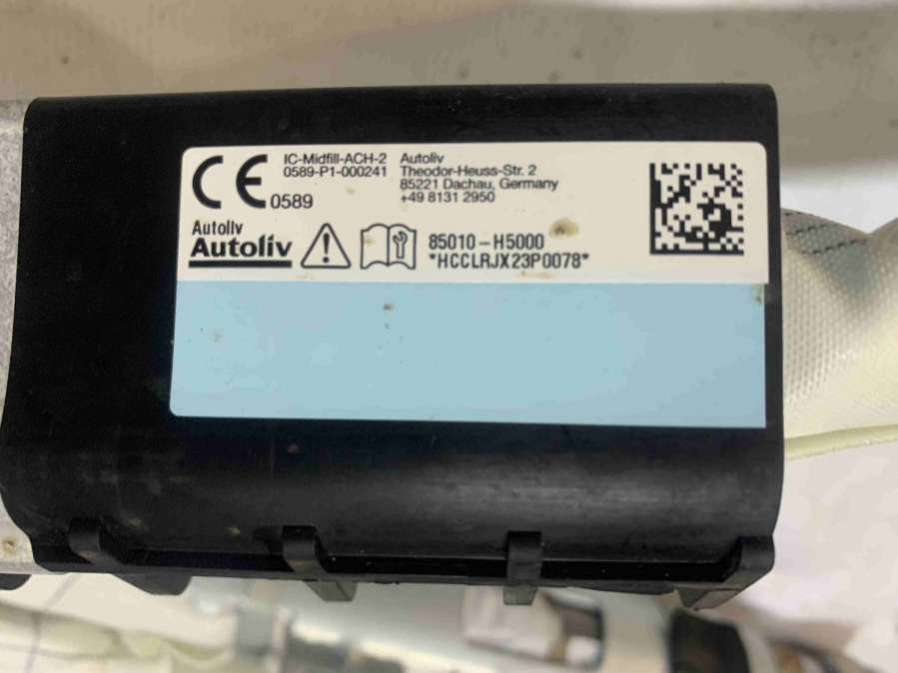 CE 0589
IC-Midfill-ACH-2
0589-P1-000241
Autoliv
Theodor-Heuss-Str. 2
85221 Dachau, Germany
+49 8131 2950
Autoliv
Autoliv
85010-H5000
*HCCLRJX23P0078*